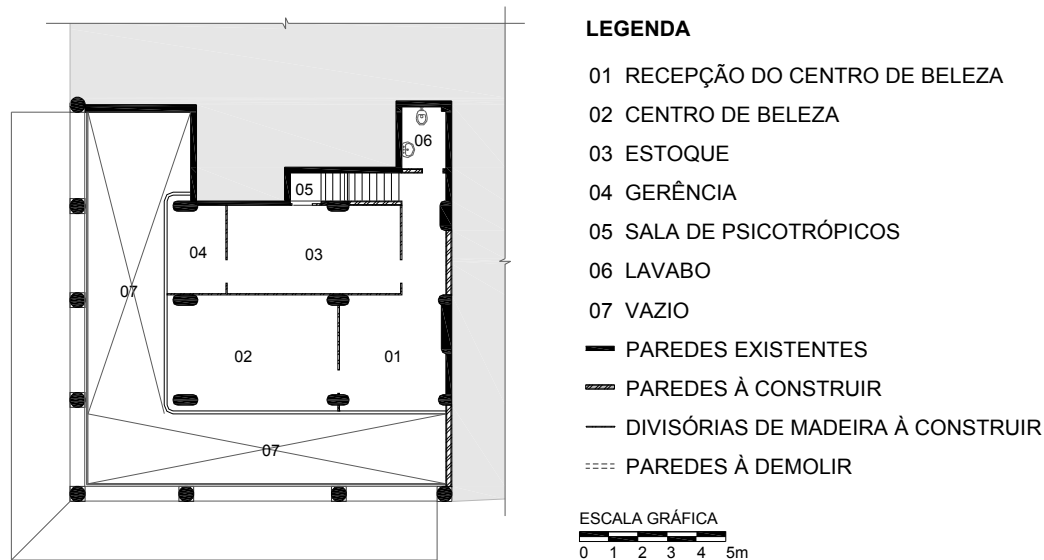 06
05
04
03
07
02
01
07
LEGENDA
01 RECEPÇÃO DO CENTRO DE BELEZA
02 CENTRO DE BELEZA
03 ESTOQUE
04 GERÊNCIA
05 SALA DE PSICOTRÓPICOS
06 LAVABO
07 VAZIO
PAREDES EXISTENTES
PAREDES À CONSTRUIR
DIVISÓRIAS DE MADEIRA À CONSTRUIR
PAREDES À DEMOLIR
ESCALA GRÁFICA
0 1 2 3 4 5m